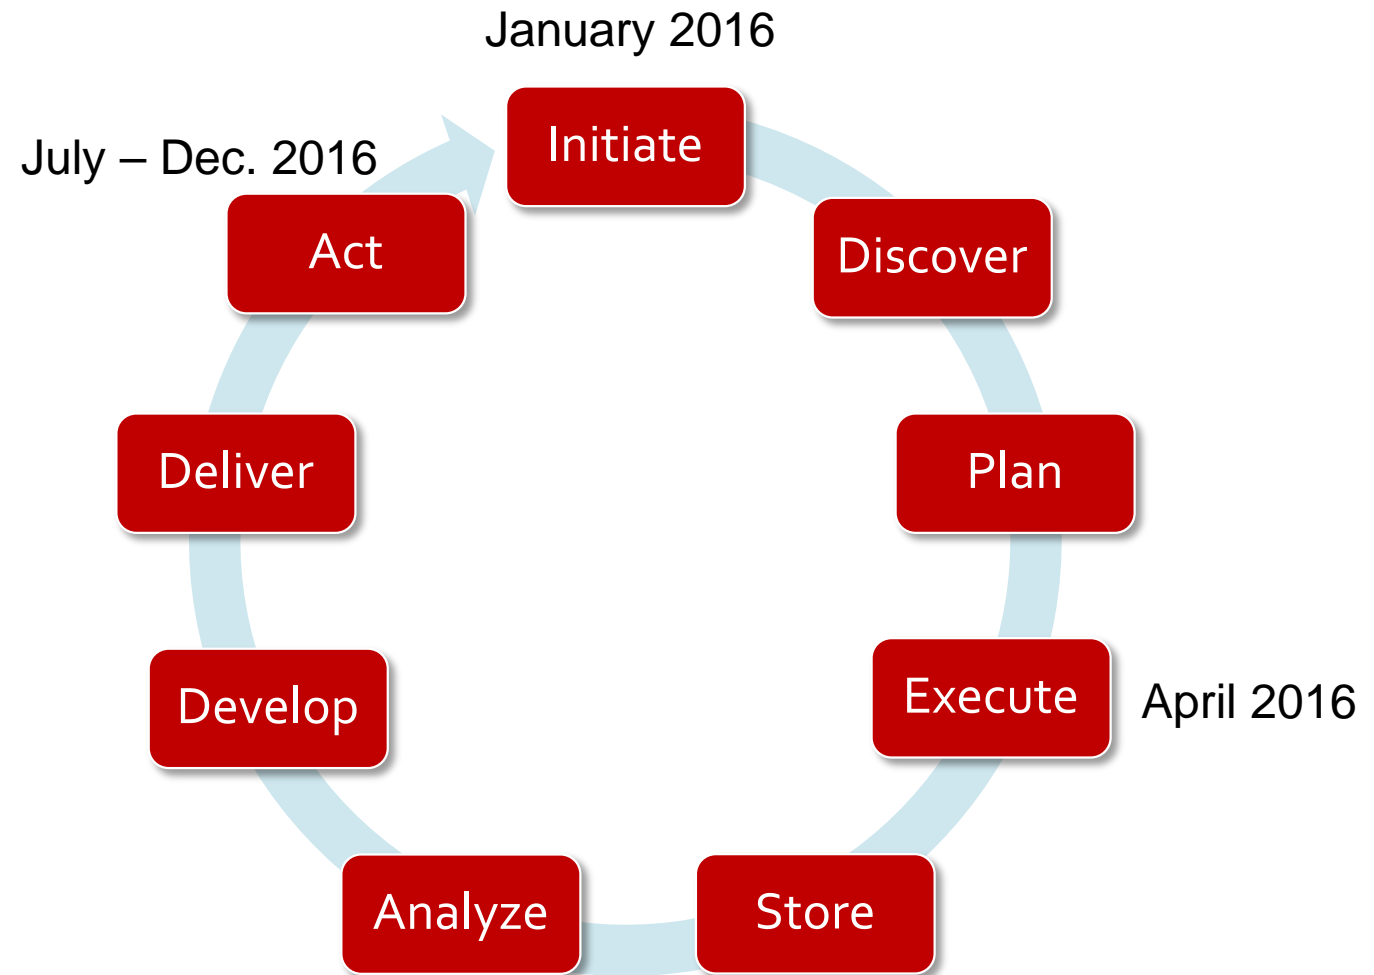 January 2016
Initiate
Discover
Plan
Execute
April 2016
Store
Analyze
Develop
Deliver
Act
July – Dec. 2016